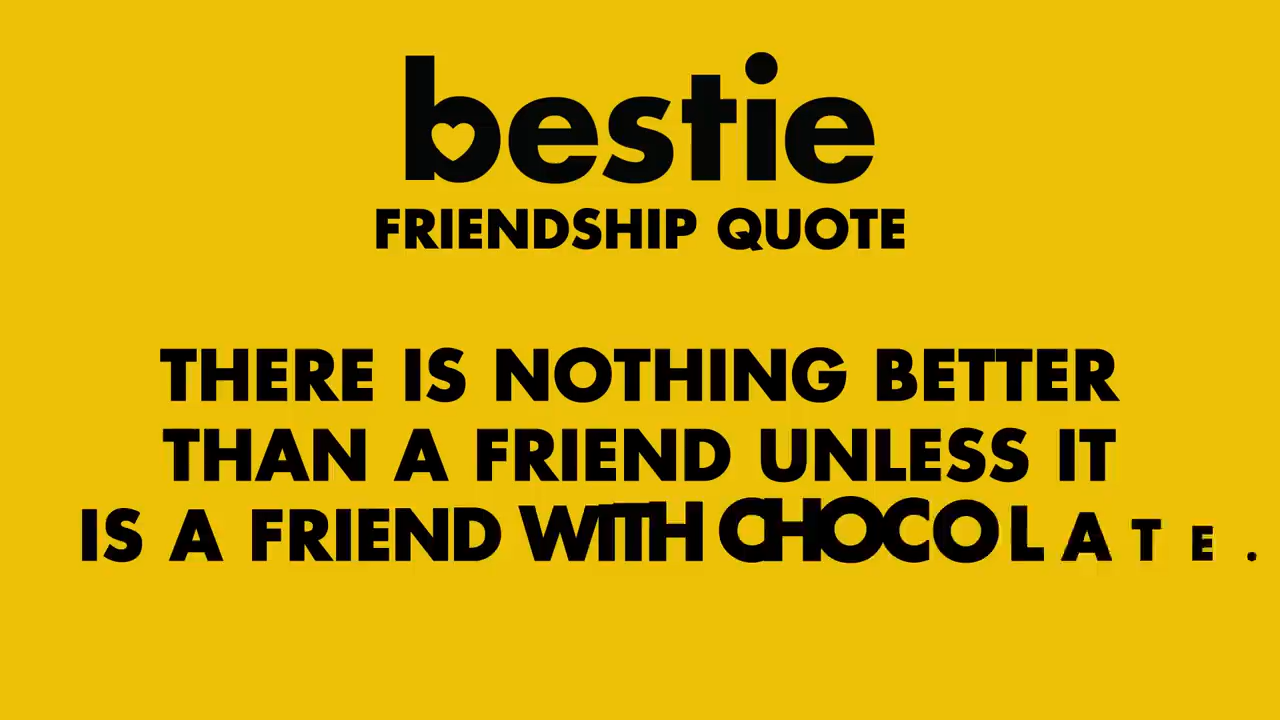 bestie
FRIENDSHIP QUOTE
THERE IS NOTHING BETTER
THAN A FRIEND UNLESS IT
IS A FRIEND WITH CHOCOLATE.